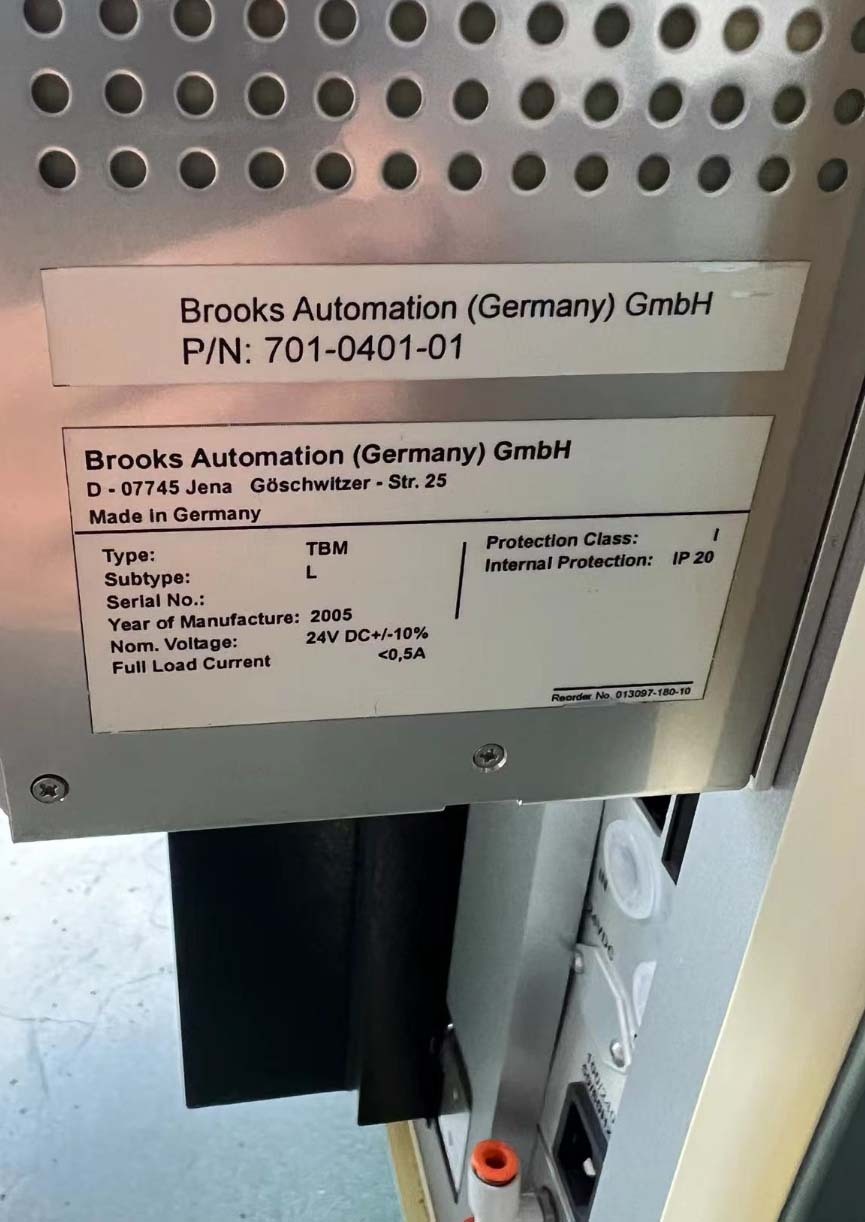 Brooks Automation (Germany) GmbH
P/N: 701-0401-01
Brooks Automation (Germany) GmbH
D - 07745 Jena Göschwitzer - Str. 25
Made in Germany
Type: TBM
Subtype: L
Serial No.:
Year of Manufacture: 2005
Nom. Voltage: 24V DC+/-10%
Full Load Current <0,5A
Protection Class: I
Internal Protection: IP 20
Reorder No. 013097-180-10
IN
24VDC